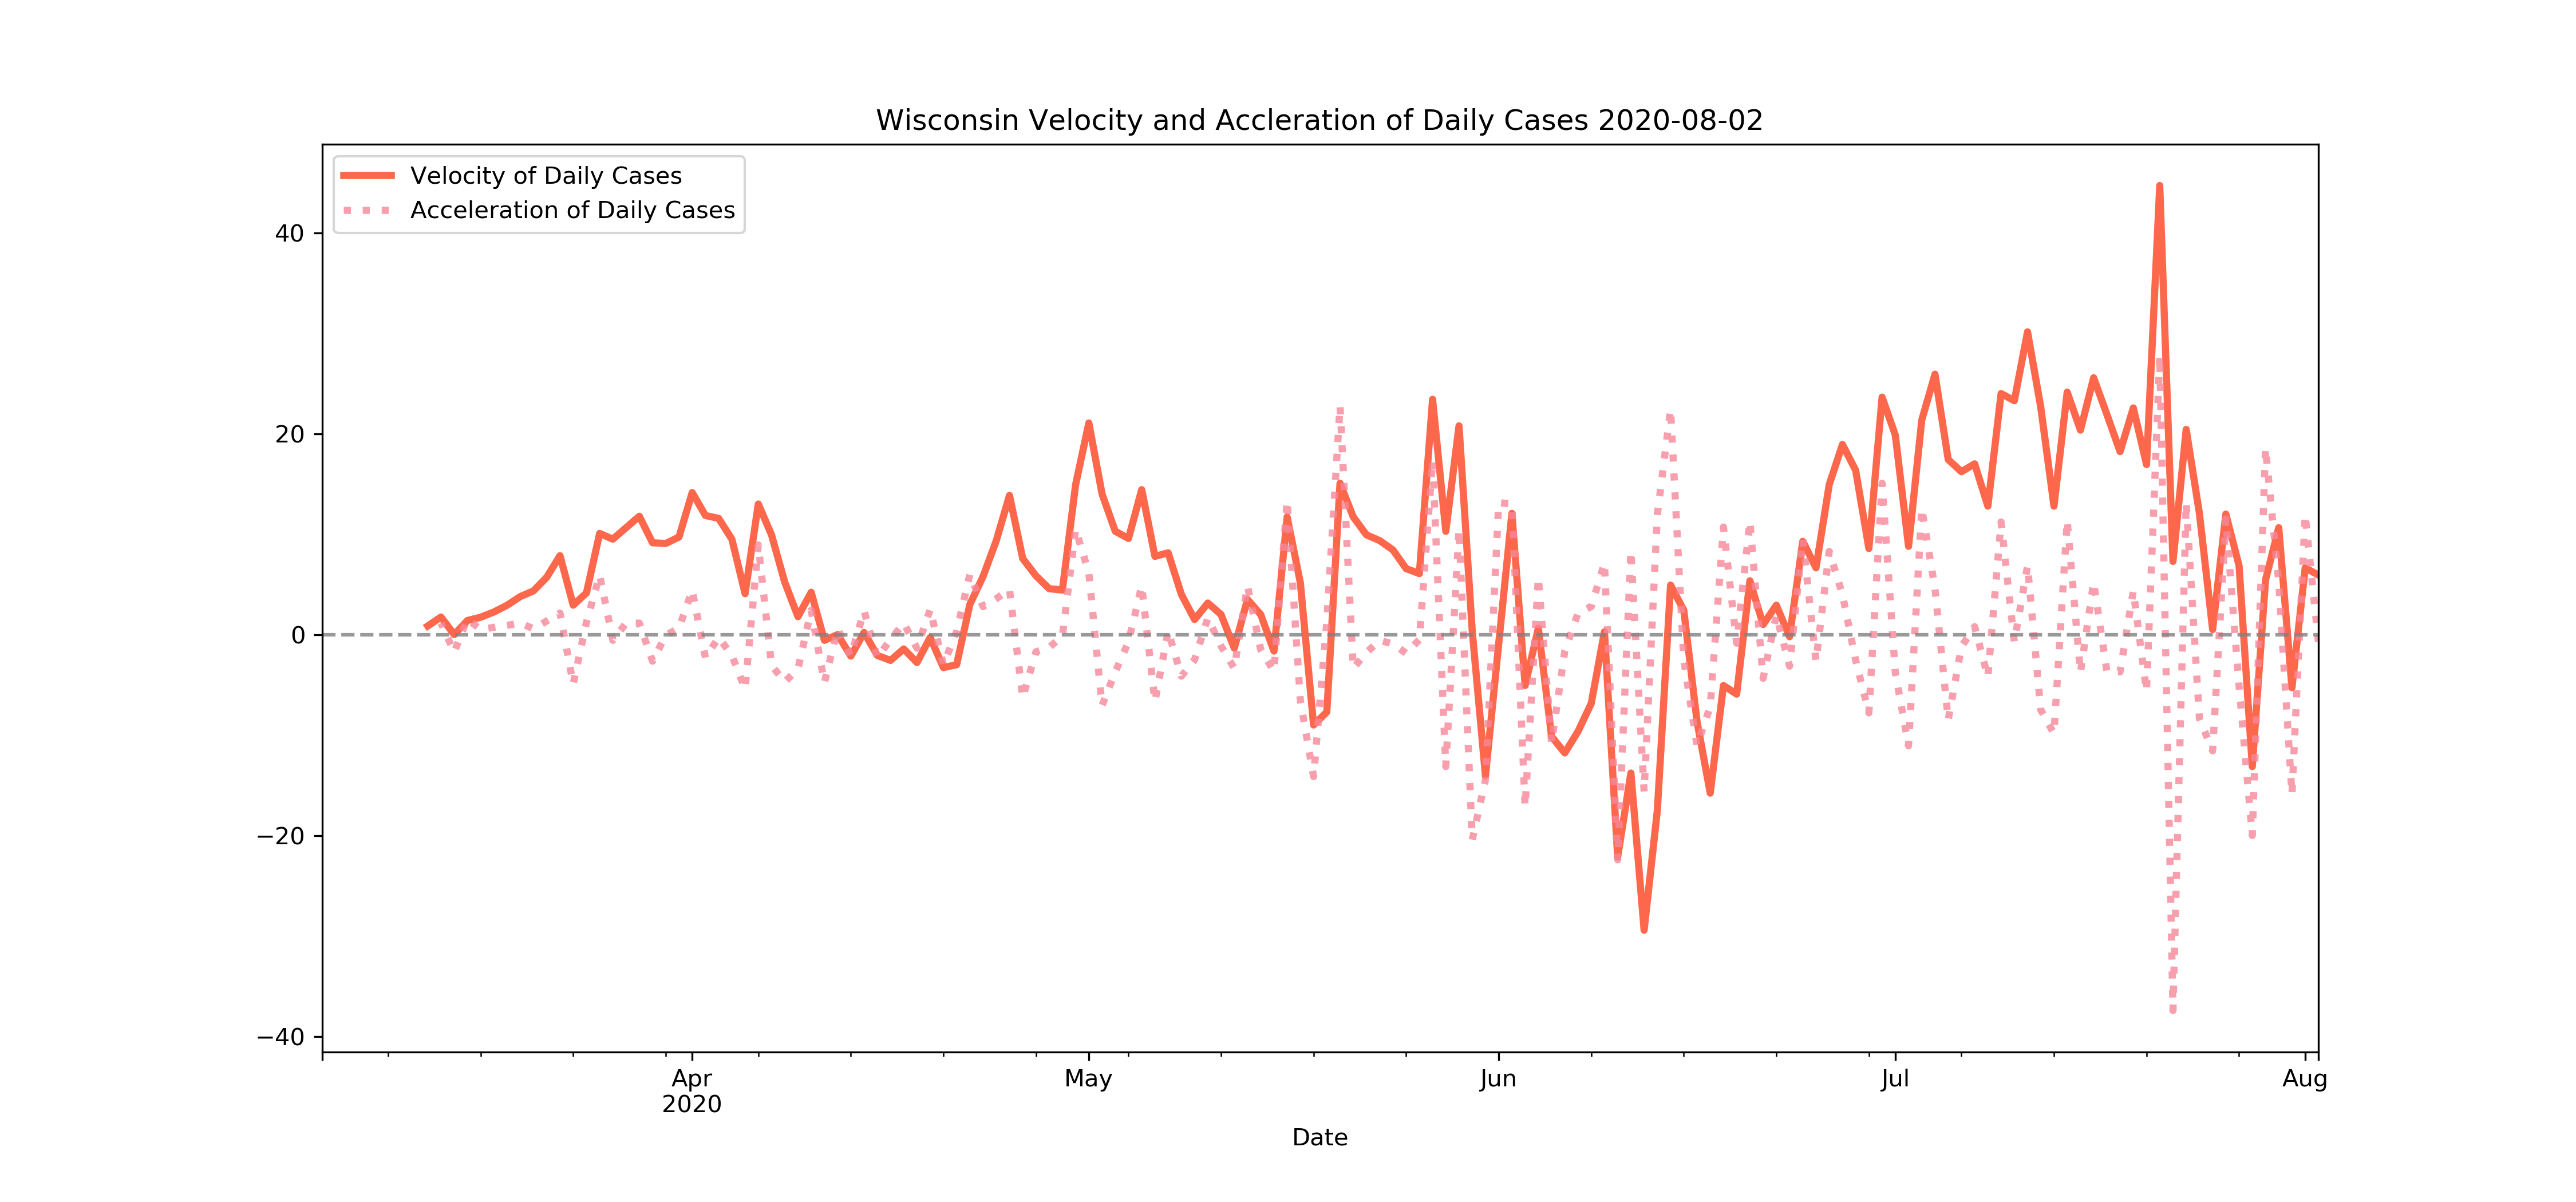 Wisconsin Velocity and Accleration of Daily Cases 2020-08-02
Velocity of Daily Cases
Acceleration of Daily Cases
40
20
0
−20
−40
Apr
2020
May
Jun
Jul
Aug
Date